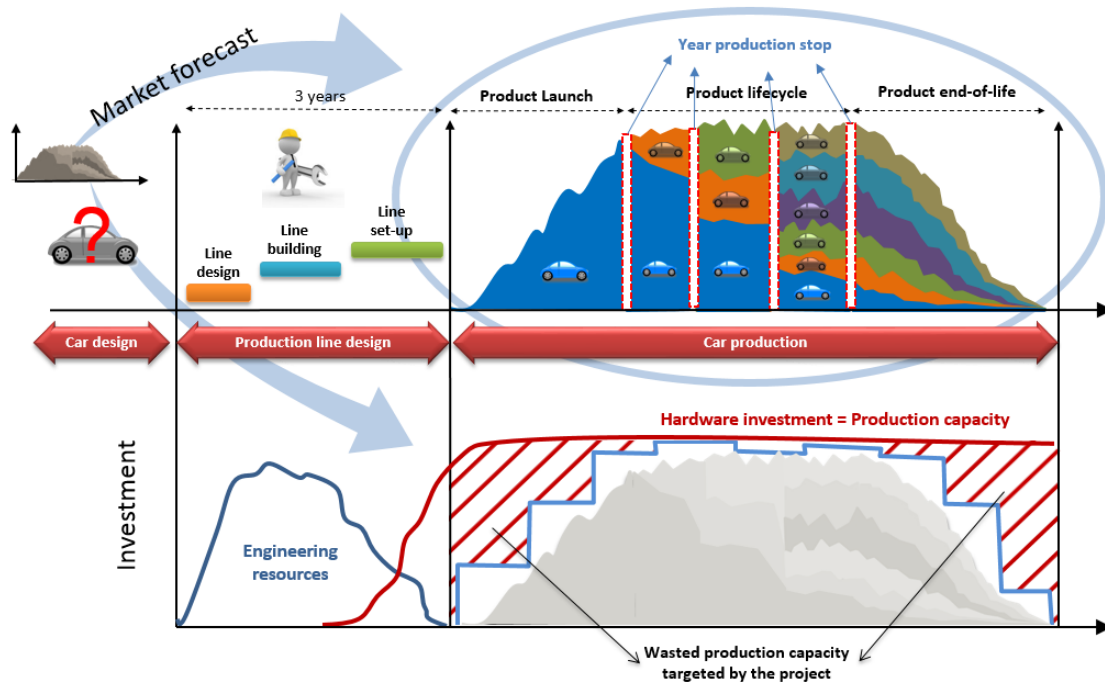 Market forecast
Year production stop
3 years
Product Launch
Product lifecycle
Product end-of-life
?
Line
set-up
Line
building
Line
design
Car design
Production line design
Car production
Investment
Hardware investment = Production capacity
Engineering
resources
Wasted production capacity
targeted by the project